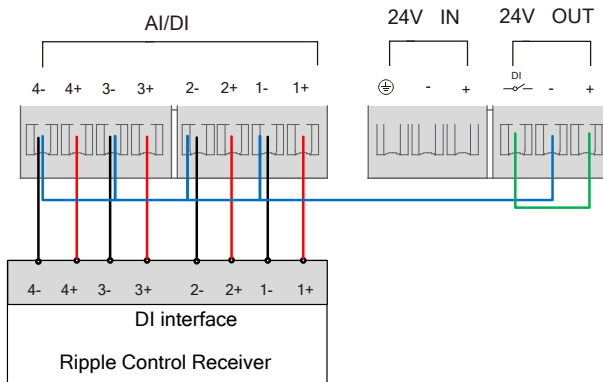 AI/DI 24V IN 24V OUT
4- 4+ 3- 3+ 2- 2+ 1- 1+ - + DI - +
4- 4+ 3- 3+ 2- 2+ 1- 1+
DI interface
Ripple Control Receiver